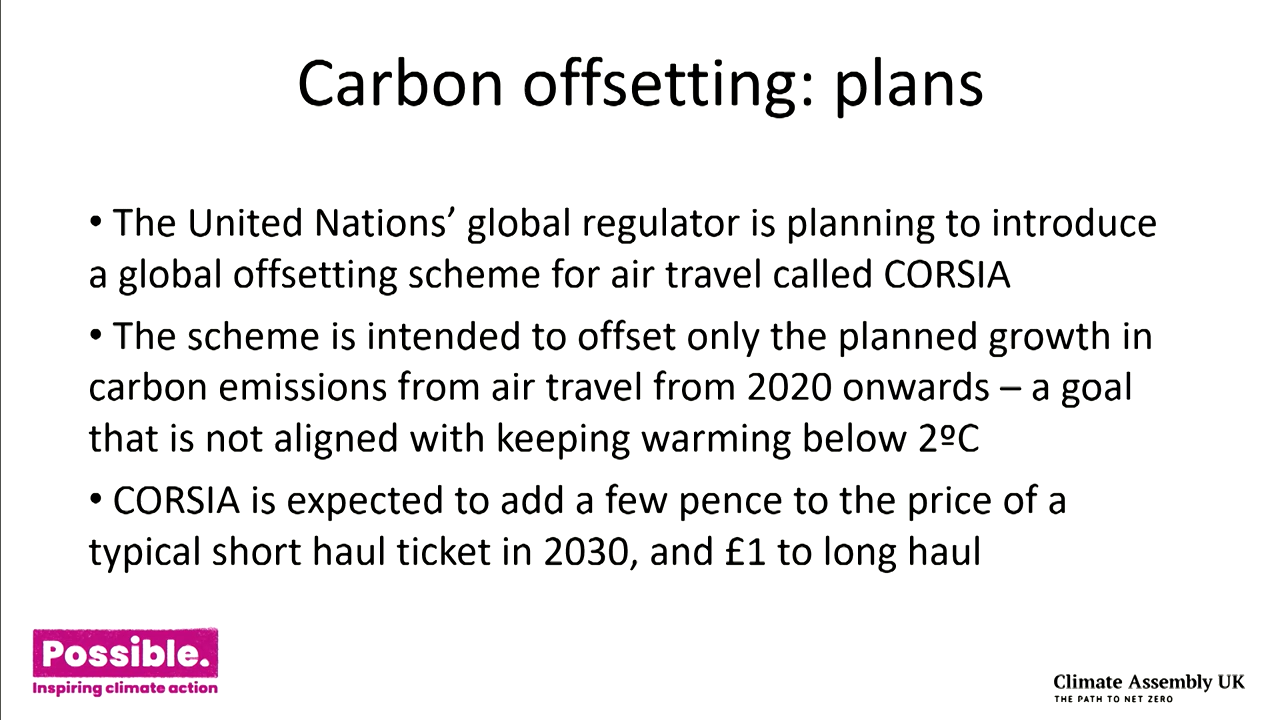 Carbon offsetting: plans
• The United Nations’ global regulator is planning to introduce
a global offsetting scheme for air travel called CORSIA
• The scheme is intended to offset only the planned growth in
carbon emissions from air travel from 2020 onwards – a goal
that is not aligned with keeping warming below 2ºC
• CORSIA is expected to add a few pence to the price of a
typical short haul ticket in 2030, and £1 to long haul
Possible.
Inspiring climate action
Climate Assembly UK
THE PATH TO NET ZERO